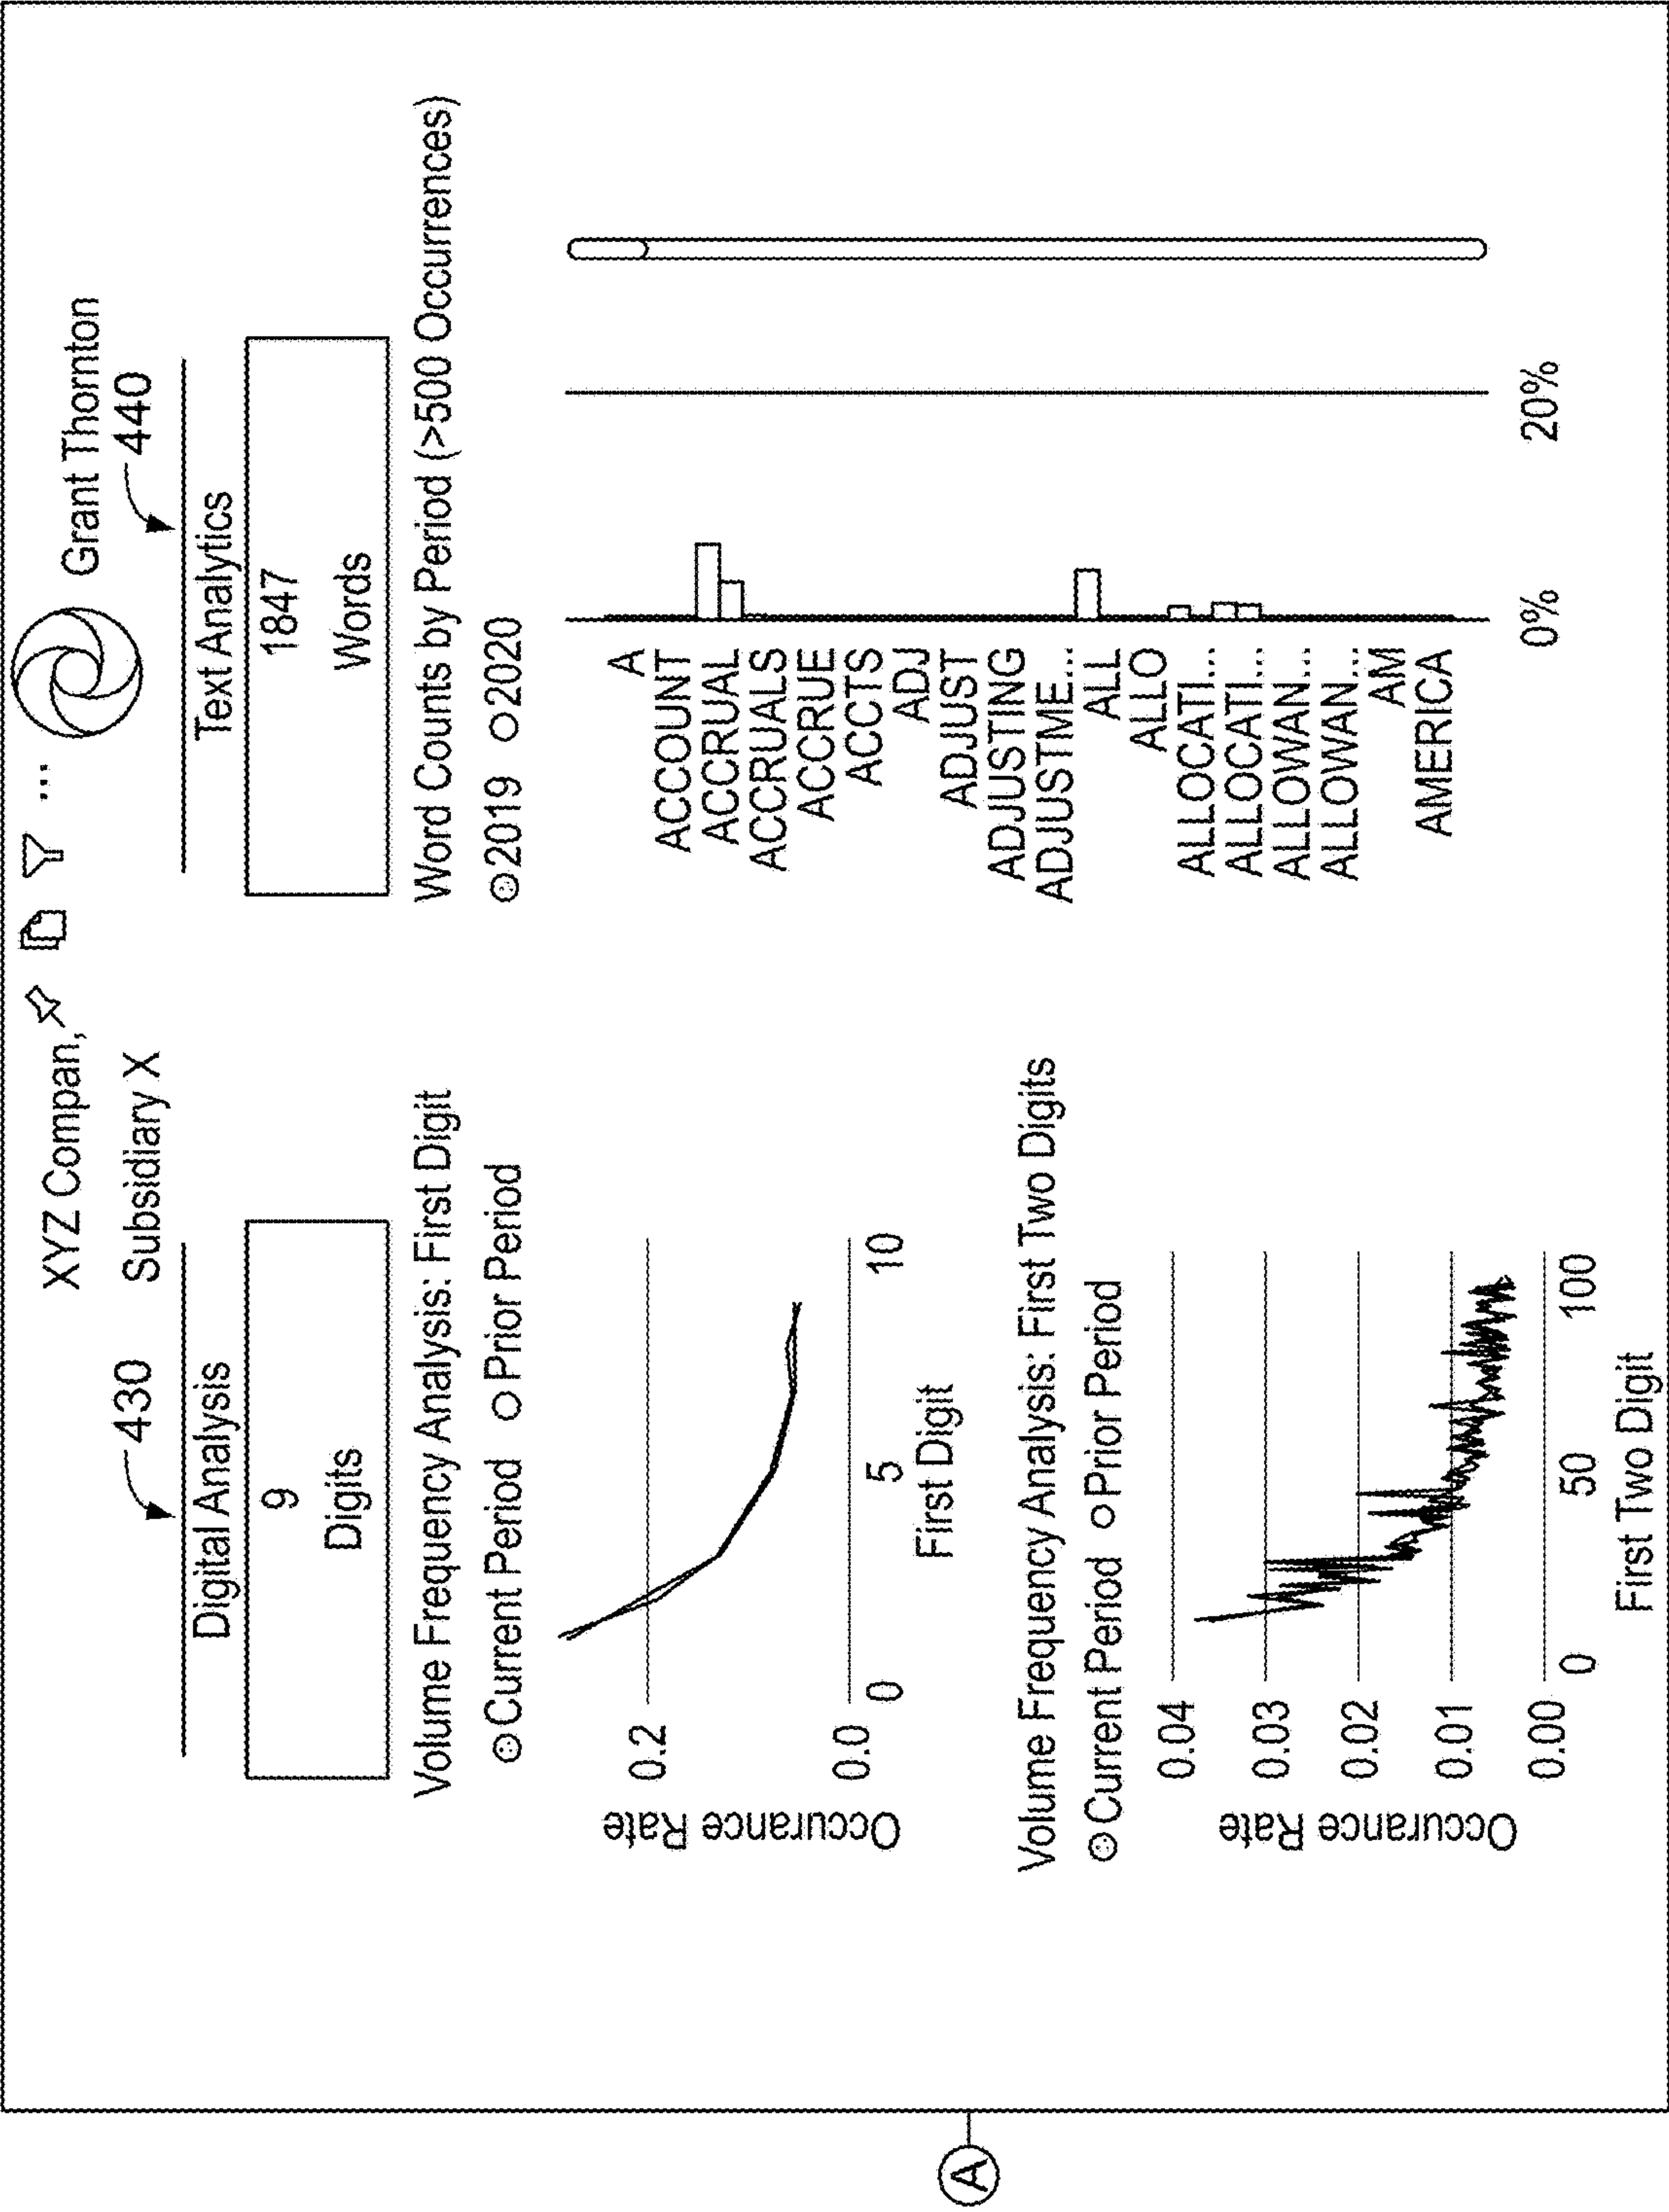 XYZ Compan,
Subsidiary X
...
Grant Thornton
430
Digital Analysis
9
Digits
Volume Frequency Analysis: First Digit
Current Period Prior Period
Occurance Rate
0.2
0.0
0 5 10
First Digit
Volume Frequency Analysis: First Two Digits
Current Period Prior Period
Occurance Rate
0.04
0.03
0.02
0.01
0.00
0 50 100
First Two Digit
440
Text Analytics
1847
Words
Word Counts by Period (>500 Occurrences)
2019 2020
A
ACCOUNT
ACCRUAL
ACCRUALS
ACCRUE
ACCTS
ADJ
ADJUST
ADJUSTING
ADJUSTME...
ALL
ALLO
ALLOCATI...
ALLOCATI...
ALLOWAN...
ALLOWAN...
AM
AMERICA
0% 20%
A